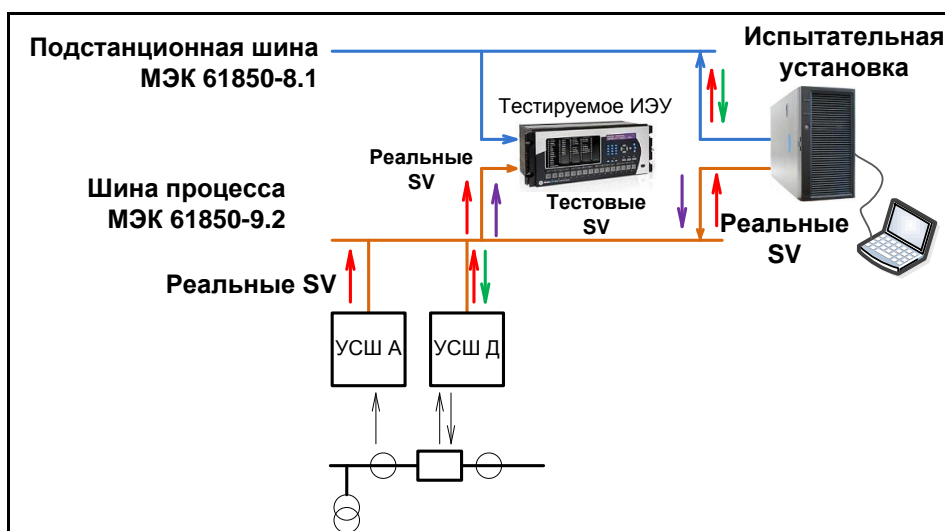 Подстанционная шина
МЭК 61850-8.1
Испытательная
установка
Тестируемое ИЭУ
Реальные
SV
Шина процесса
МЭК 61850-9.2
Тестовые
SV
Реальные
SV
Реальные SV
УСШ А
УСШ Д